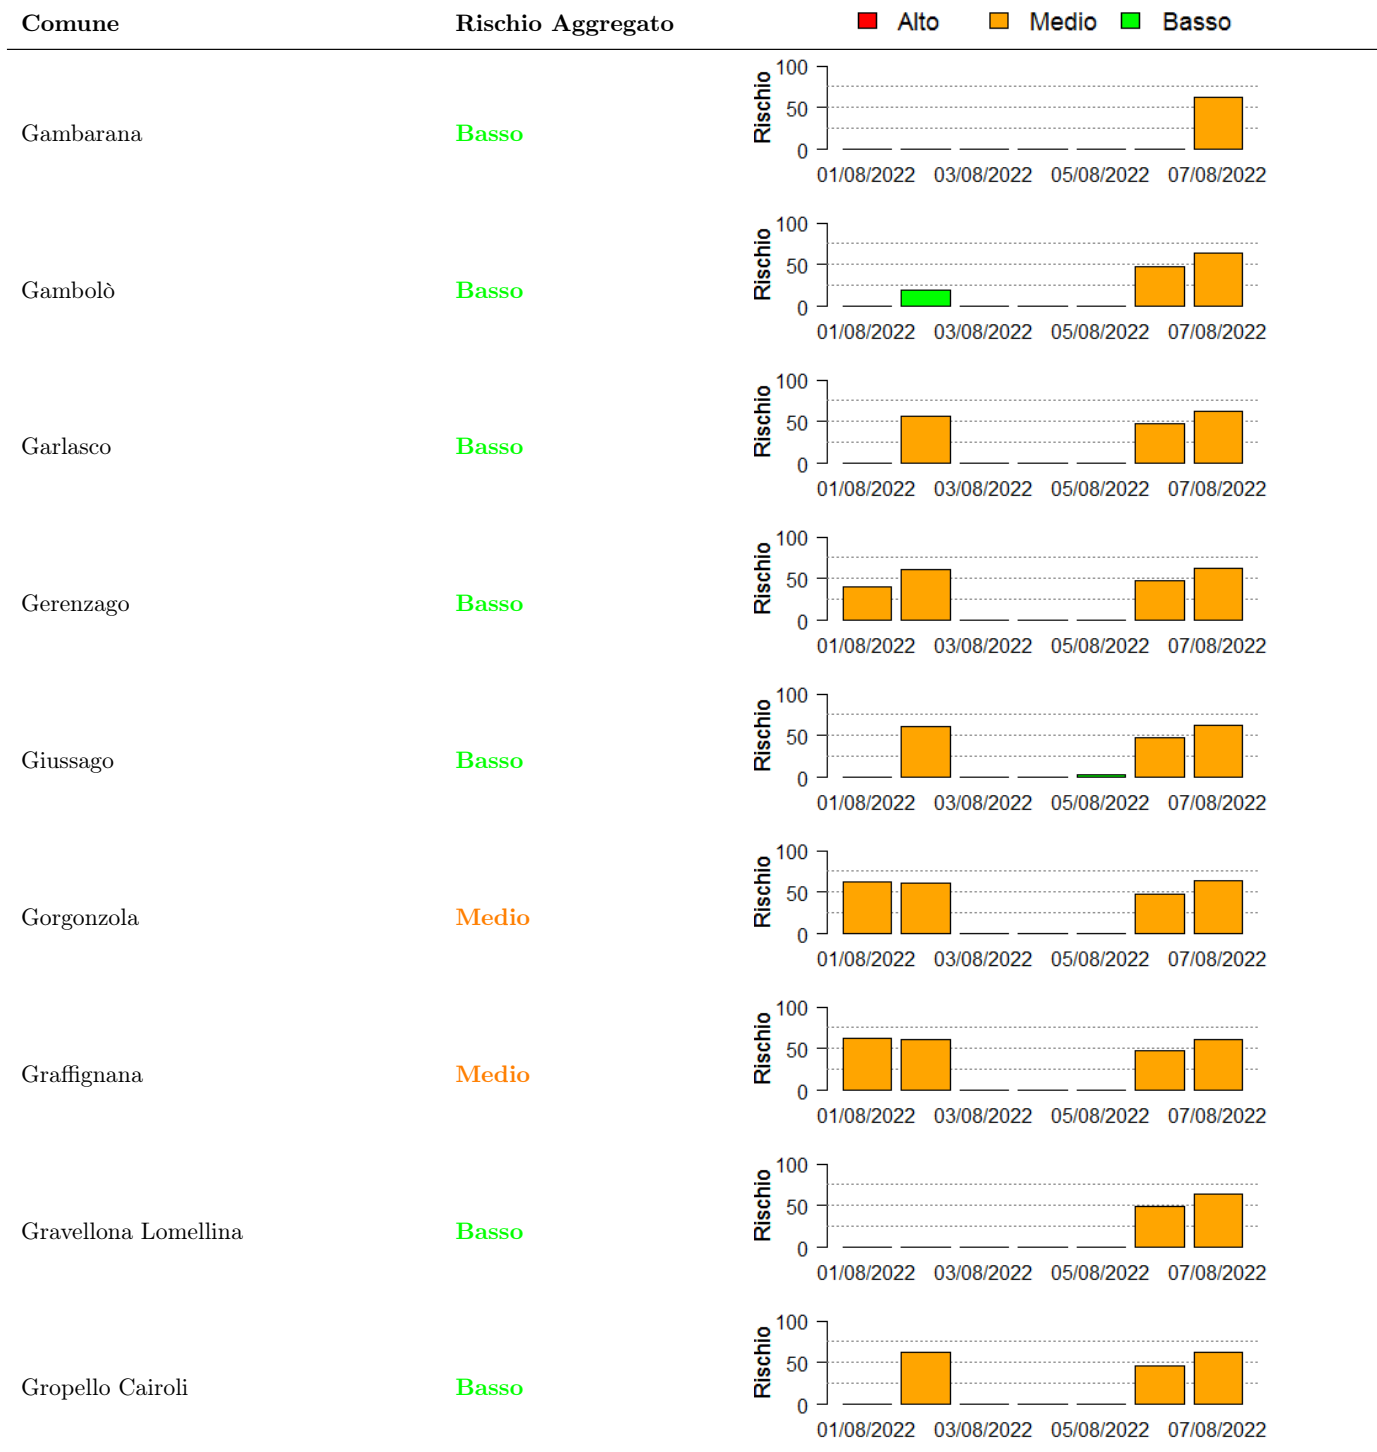 Comune Rischio Aggregato Alto Medio Basso
100
50
0
Rischio
Gambarana Basso
01/08/2022 03/08/2022 05/08/2022 07/08/2022
100
50
0
Rischio
Gambolò Basso
01/08/2022 03/08/2022 05/08/2022 07/08/2022
100
50
0
Rischio
Garlasco Basso
01/08/2022 03/08/2022 05/08/2022 07/08/2022
100
50
0
Rischio
Gerenzago Basso
01/08/2022 03/08/2022 05/08/2022 07/08/2022
100
50
0
Rischio
Giussago Basso
01/08/2022 03/08/2022 05/08/2022 07/08/2022
100
50
0
Rischio
Gorgonzola Medio
01/08/2022 03/08/2022 05/08/2022 07/08/2022
100
50
0
Rischio
Graffignana Medio
01/08/2022 03/08/2022 05/08/2022 07/08/2022
100
50
0
Rischio
Gravellona Lomellina Basso
01/08/2022 03/08/2022 05/08/2022 07/08/2022
100
50
0
Rischio
Gropello Cairoli Basso
01/08/2022 03/08/2022 05/08/2022 07/08/2022